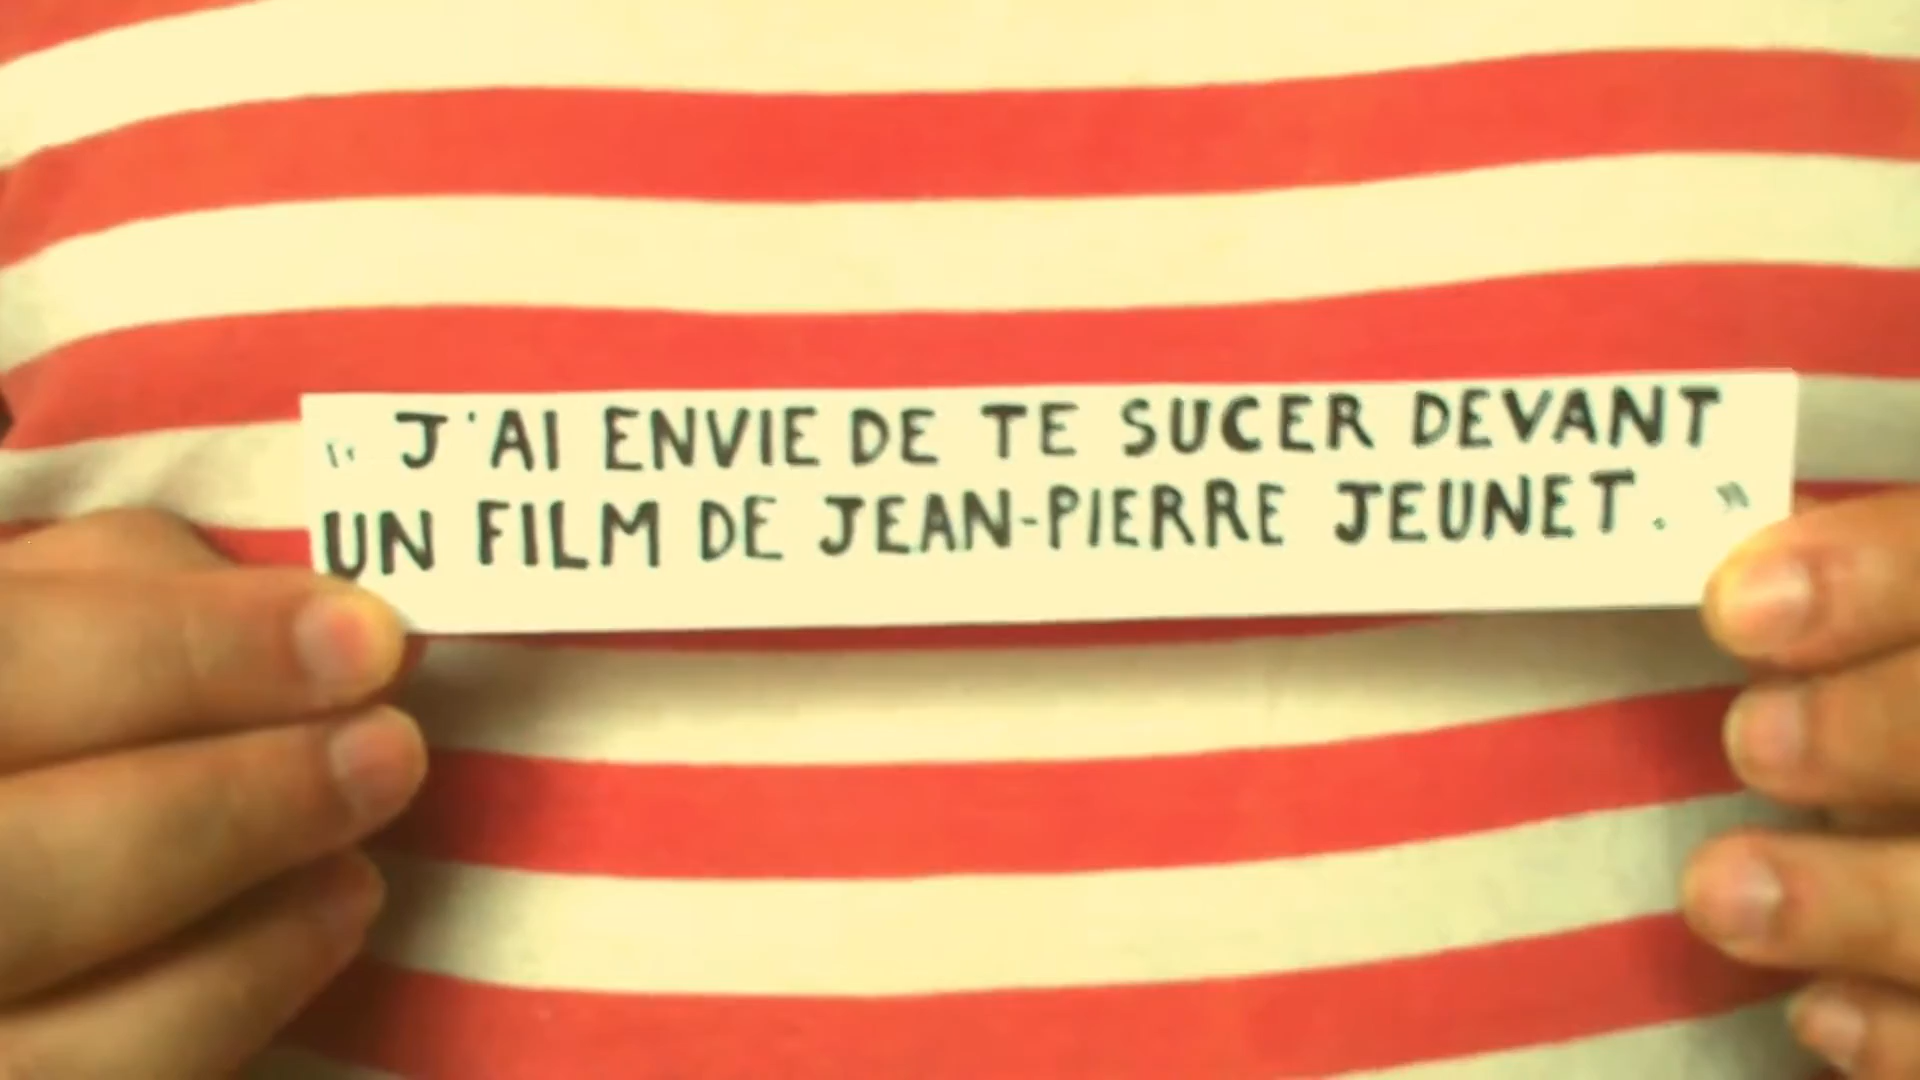 " J'AI ENVIE DE TE SUCER DEVANT
UN FILM DE JEAN-PIERRE JEUNET. "